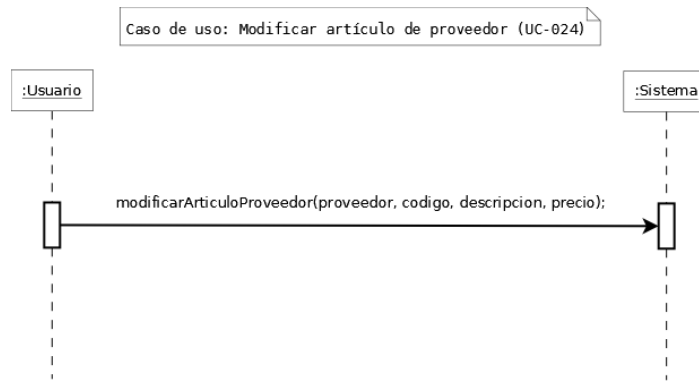 Caso de uso: Modificar artículo de proveedor (UC-024)
:Usuario
:Sistema
modificarArticuloProveedor(proveedor, codigo, descripcion, precio);